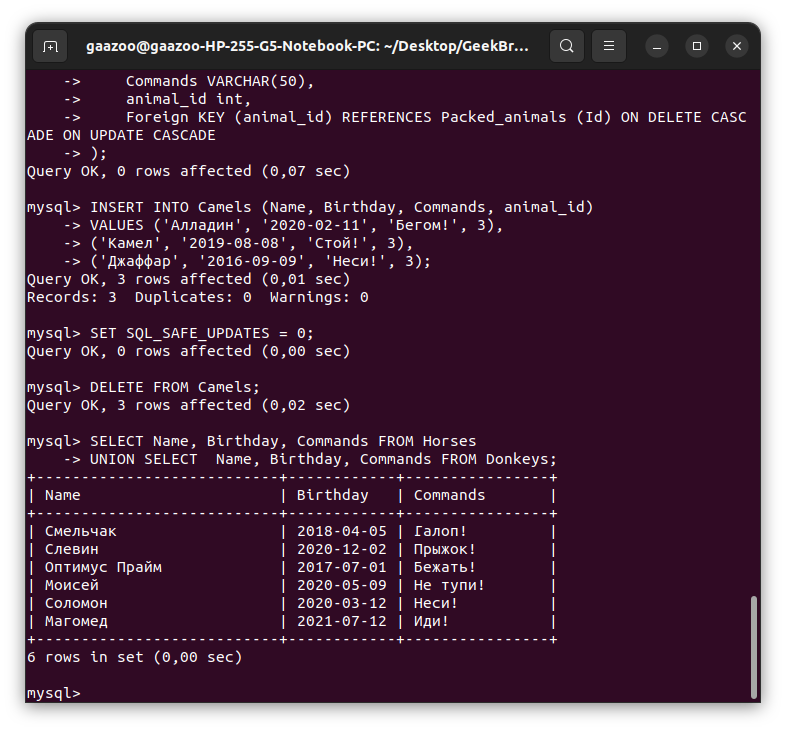 gaazoo@gaazoo-HP-255-G5-Notebook-PC: ~/Desktop/GeekBr...
    ->     Commands VARCHAR(50),
    ->     animal_id int,
    ->     Foreign KEY (animal_id) REFERENCES Packed_animals (Id) ON DELETE CASC
ADE ON UPDATE CASCADE
    -> );
Query OK, 0 rows affected (0,07 sec)
mysql> INSERT INTO Camels (Name, Birthday, Commands, animal_id)
    -> VALUES ('Алладин', '2020-02-11', 'Бегом!', 3),
    -> ('Камел', '2019-08-08', 'Стой!', 3),
    -> ('Джаффар', '2016-09-09', 'Неси!', 3);
Query OK, 3 rows affected (0,01 sec)
Records: 3  Duplicates: 0  Warnings: 0
mysql> SET SQL_SAFE_UPDATES = 0;
Query OK, 0 rows affected (0,00 sec)
mysql> DELETE FROM Camels;
Query OK, 3 rows affected (0,02 sec)
mysql> SELECT Name, Birthday, Commands FROM Horses
    -> UNION SELECT  Name, Birthday, Commands FROM Donkeys;
+---------------------------+------------+----------------+
| Name                      | Birthday   | Commands       |
+---------------------------+------------+----------------+
| Смельчак                  | 2018-04-05 | Галоп!         |
| Слевин                    | 2020-12-02 | Прыжок!        |
| Оптимус Прайм             | 2017-07-01 | Бежать!        |
| Моисей                    | 2020-05-09 | Не тупи!       |
| Соломон                   | 2020-03-12 | Неси!          |
| Магомед                   | 2021-07-12 | Иди!           |
+---------------------------+------------+----------------+
6 rows in set (0,00 sec)
mysql>